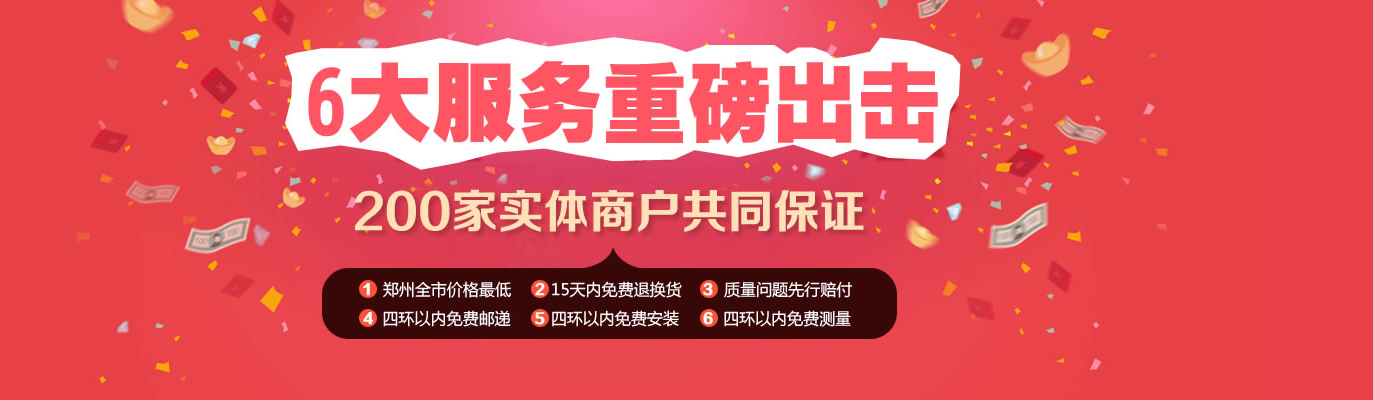 6大服务重磅出击
200家实体商户共同保证
1 郑州全市价格最低 2 15天内免费退换货 3 质量问题先行赔付
4 四环以内免费邮递 5 四环以内免费安装 6 四环以内免费测量